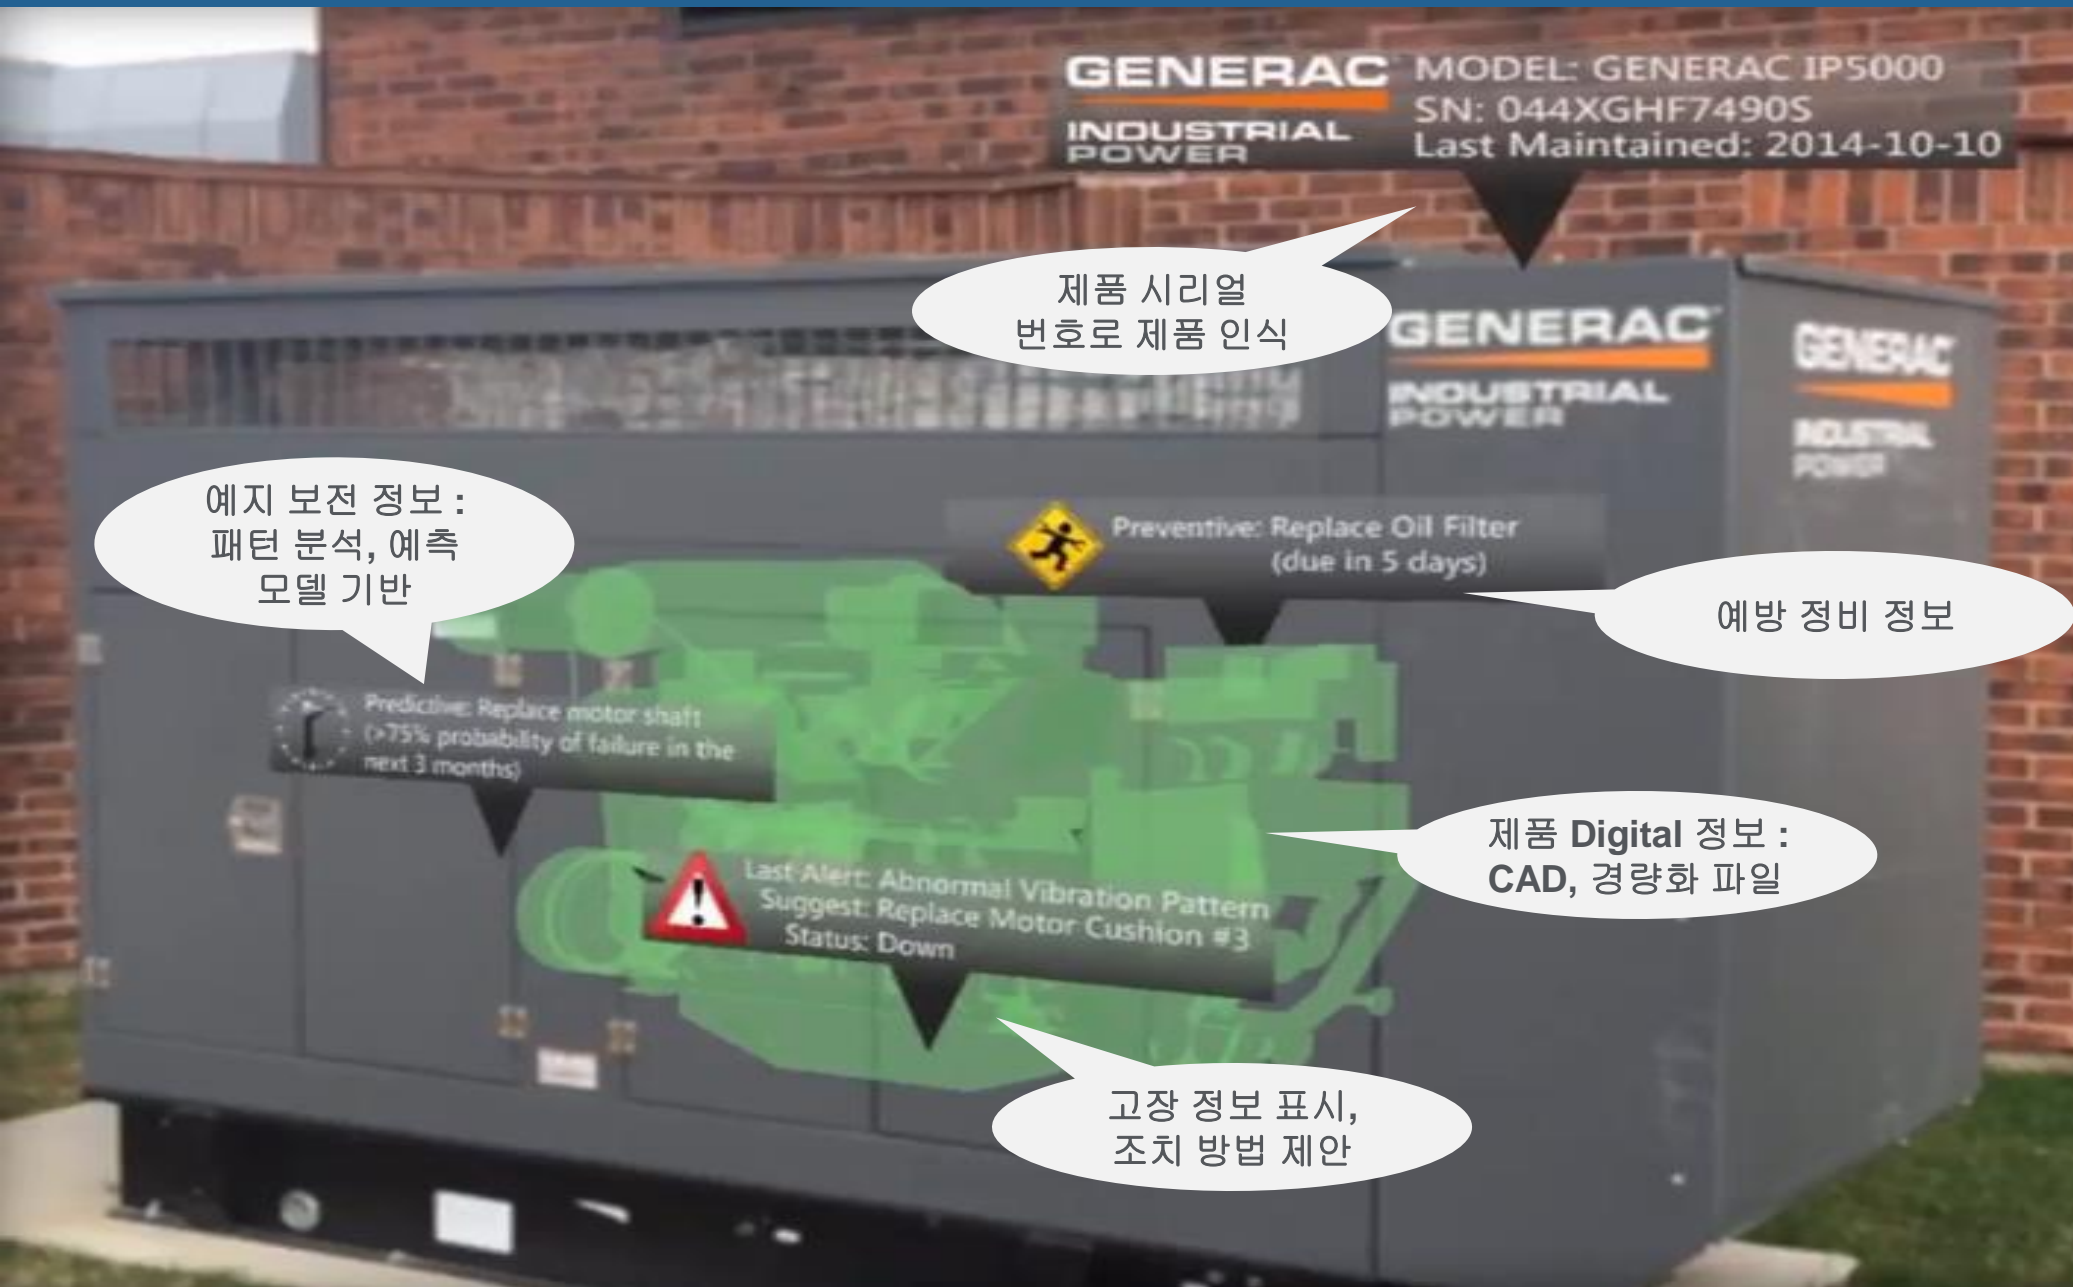 GENERAC
INDUSTRIAL
POWER
MODEL: GENERAC IP5000
SN: 044XGHF7490S
Last Maintained: 2014-10-10
제품 시리얼
번호로 제품 인식
GENERAC
INDUSTRIAL
POWER
GENERAC
INDUSTRIAL
POWER
예지 보전 정보 :
패턴 분석, 예측
모델 기반
Preventive: Replace Oil Filter
(due in 5 days)
예방 정비 정보
Predictive: Replace motor shaft
(>75% probability of failure in the
next 3 months)
제품 Digital 정보 :
CAD, 경량화 파일
Last Alert: Abnormal Vibration Pattern
Suggest: Replace Motor Cushion #3
Status: Down
고장 정보 표시,
조치 방법 제안